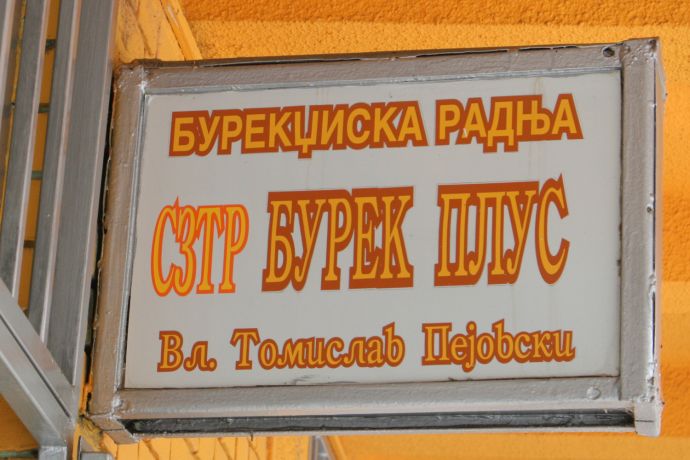 БУРЕКЏИСКА РАДЊА
СЗТР БУРЕК ПЛУС
Вл. Томислав Пејовски